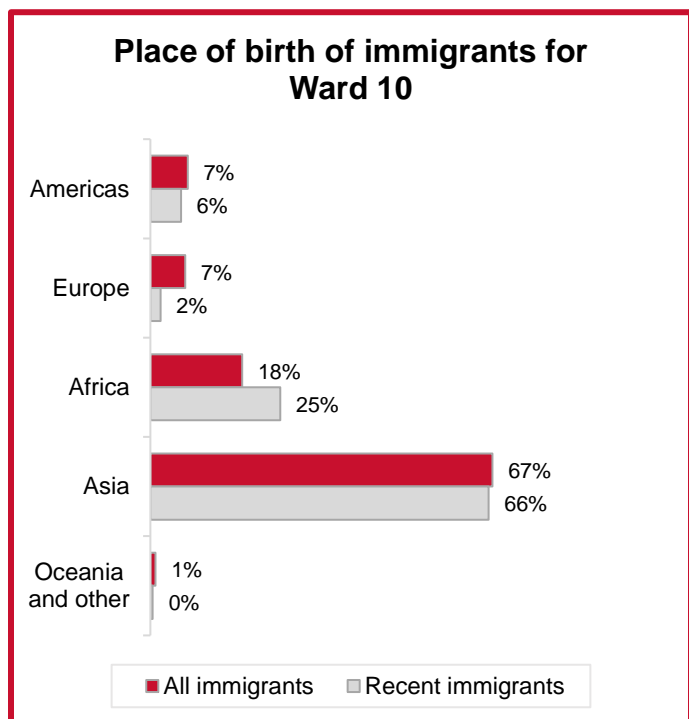 Place of birth of immigrants for
Ward 10
Americas
7%
6%
Europe
7%
2%
Africa
18%
25%
Asia
67%
66%
Oceania
and other
1%
0%
All immigrants
Recent immigrants